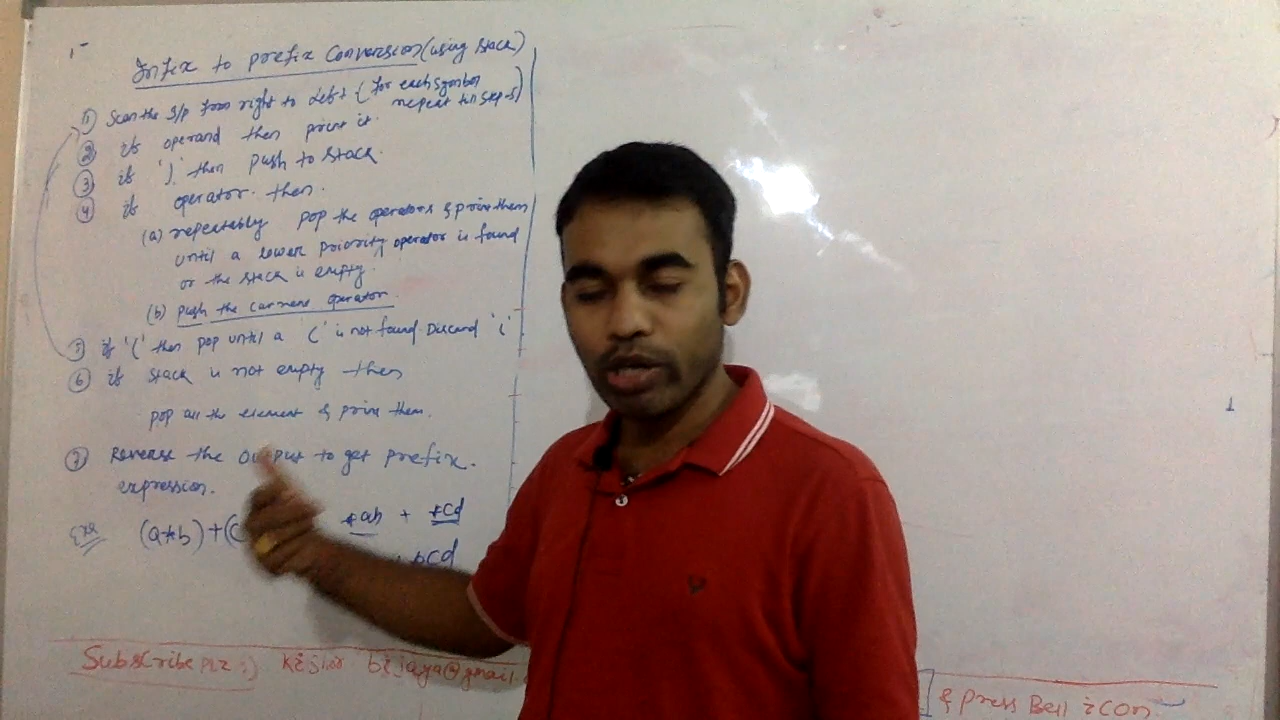 Infix to prefix conversion (using stack)
① Scan the I/p from right to left (for each symbol
repeat till step-5)
② if operand then print it.
③ if ')' then push to stack.
④ if operator then.
(a) repeatably pop the operators & print them
until a lower priority operator is found
or the stack is empty.
(b) push the current operator.
⑤ if '(' then pop until a '(' is not found Discard '('
⑥ if stack is not empty then
pop all the element & print them.
⑦ Reverse the output to get prefix
expression.
(a*b)+(C +ab + +Cd
bCd
Subscribe PLZ :)
& press Bell icon